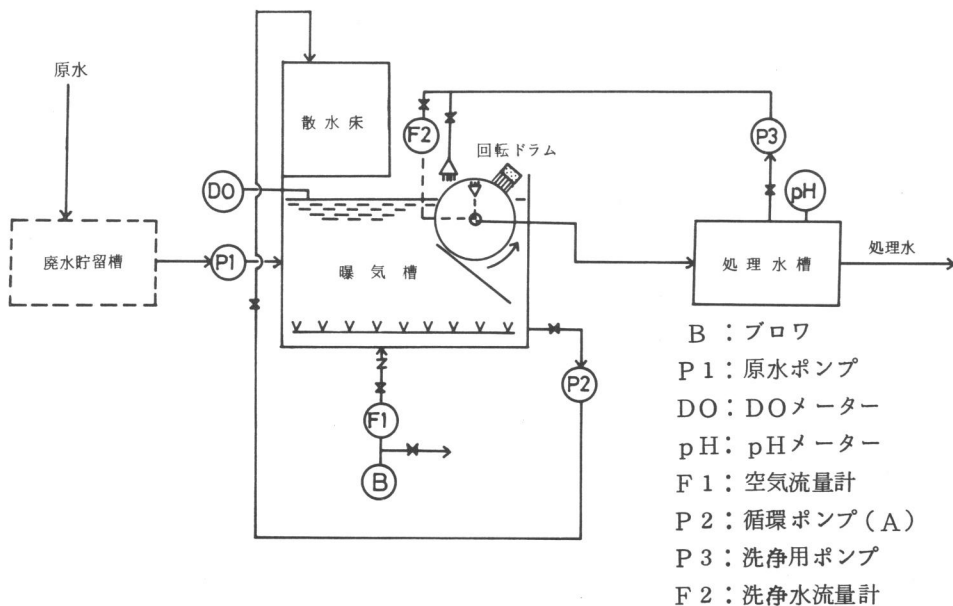 原水
散水床
F2
回転ドラム
P3
DO
pH
廃水貯留槽
P1
曝気槽
処理水槽
処理水
P2
F1
B
B：ブロワ
P1：原水ポンプ
DO：DOメーター
pH：pHメーター
F1：空気流量計
P2：循環ポンプ(A)
P3：洗浄用ポンプ
F2：洗浄水流量計